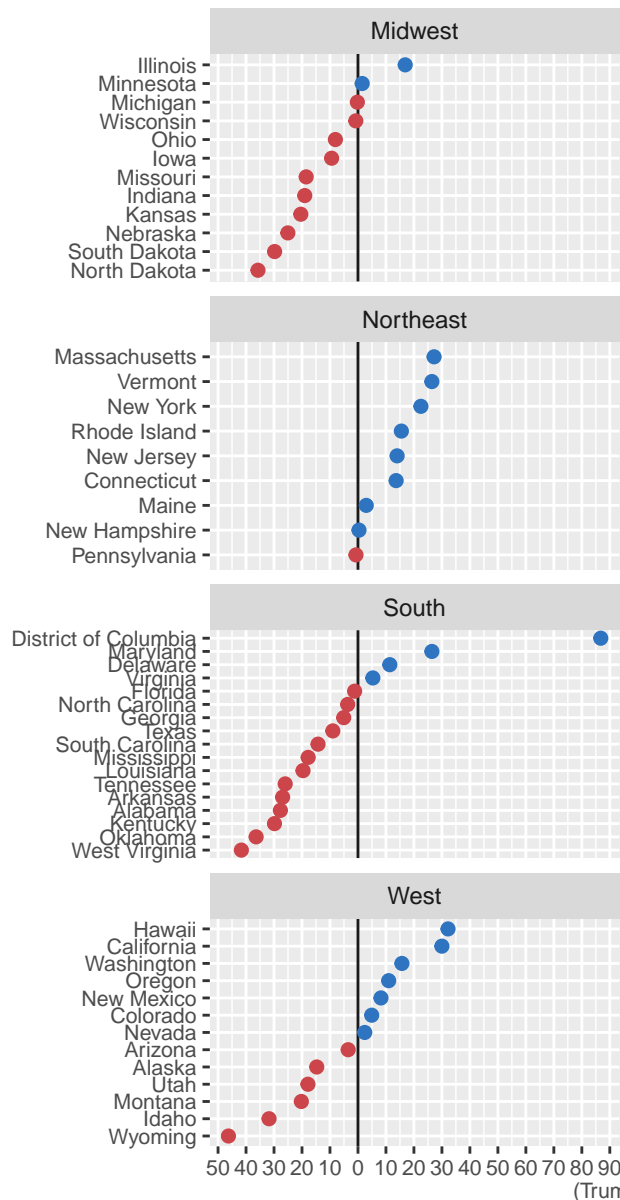 Midwest
Illinois
Minnesota
Michigan
Wisconsin
Ohio
Iowa
Missouri
Indiana
Kansas
Nebraska
South Dakota
North Dakota
Northeast
Massachusetts
Vermont
New York
Rhode Island
New Jersey
Connecticut
Maine
New Hampshire
Pennsylvania
South
District of Columbia
Maryland
Delaware
Virginia
Florida
North Carolina
Georgia
Texas
South Carolina
Mississippi
Louisiana
Tennessee
Arkansas
Alabama
Kentucky
Oklahoma
West Virginia
West
Hawaii
California
Washington
Oregon
New Mexico
Colorado
Nevada
Arizona
Alaska
Utah
Montana
Idaho
Wyoming
50 40 30 20 10 0 10 20 30 40 50 60 70 80 90
(Trum